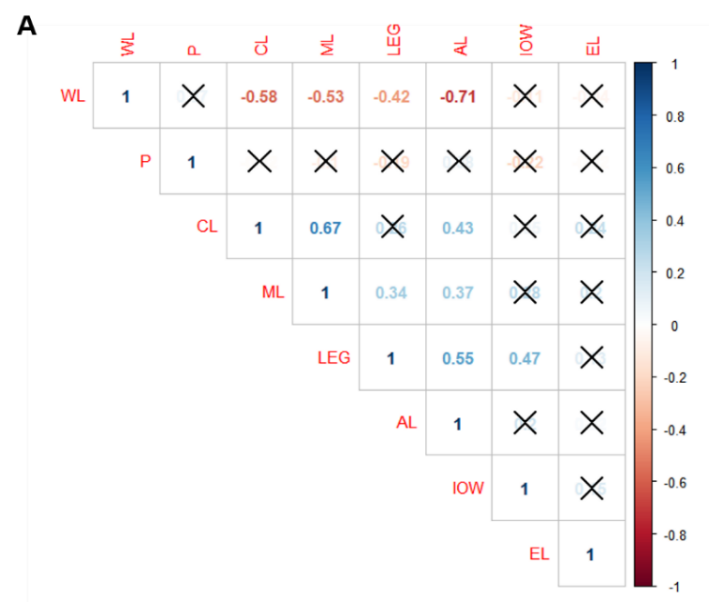 A
WL P CL ML LEG AL IOW EL
WL 1 -0.58 -0.53 -0.42 -0.71
P 1
CL 1 0.67 0.43
ML 1 0.34 0.37
LEG 1 0.55 0.47
AL 1
IOW 1
EL 1
1
0.8
0.6
0.4
0.2
0
-0.2
-0.4
-0.6
-0.8
-1